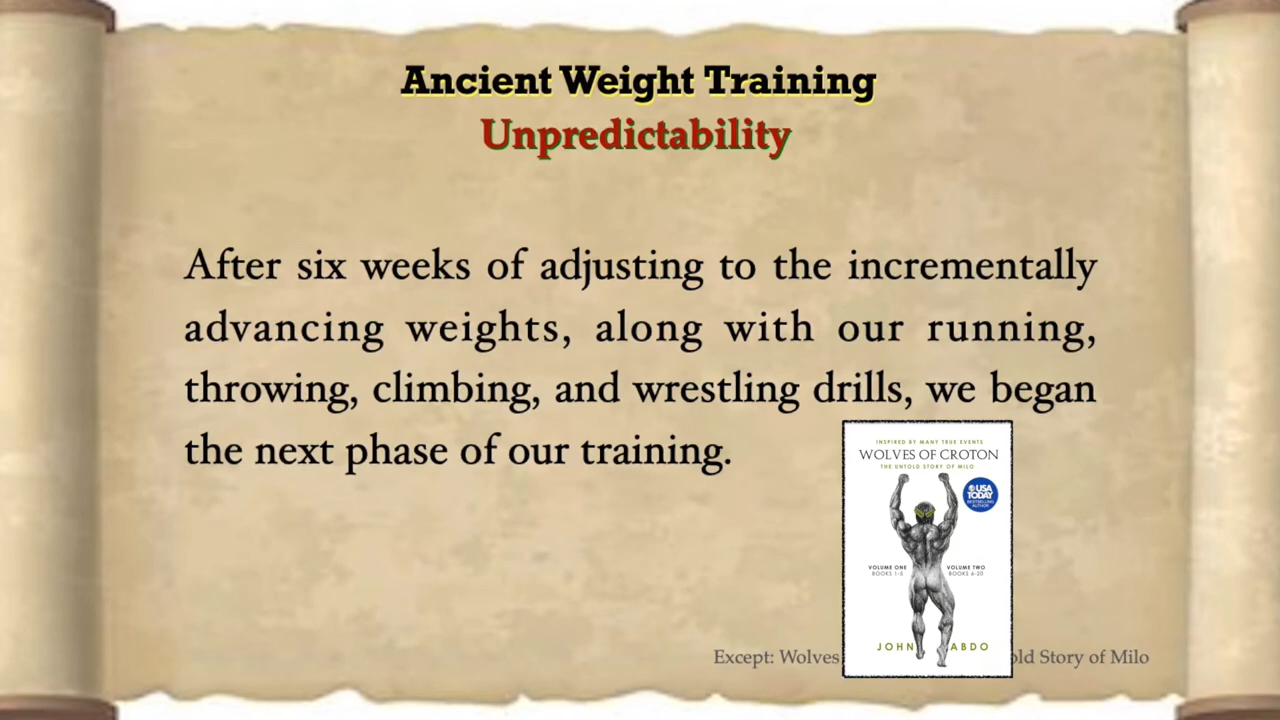 Ancient Weight Training
Unpredictability
After six weeks of adjusting to the incrementally
advancing weights, along with our running,
throwing, climbing, and wrestling drills, we began
the next phase of our training.
INSPIRED BY MANY TRUE EVENTS
WOLVES OF CROTON
THE UNTOLD STORY OF MILO
USA
TODAY
BESTSELLING
AUTHOR
VOLUME ONE
BOOKS 1-5
VOLUME TWO
BOOKS 6-20
JOHN ABDO
Except: Wolves old Story of Milo